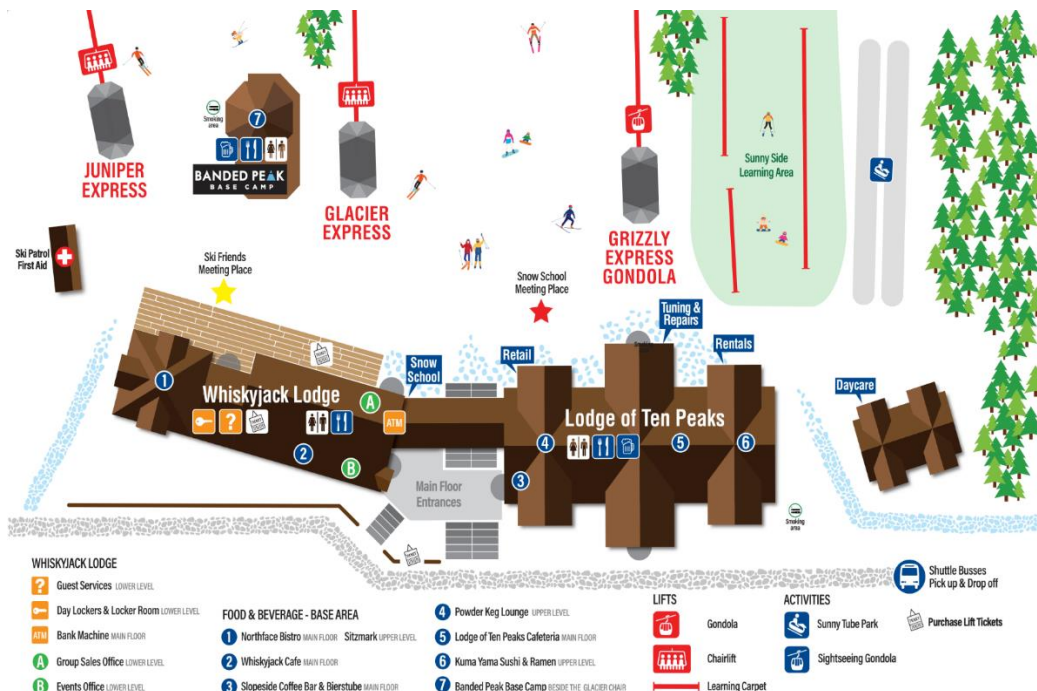 JUNIPER
EXPRESS
Smoking
area
7
BANDED PEAK
BASE CAMP
GLACIER
EXPRESS
GRIZZLY
EXPRESS
GONDOLA
Sunny Side
Learning Area
Ski Patrol
First Aid
Ski Friends
Meeting Place
Snow School
Meeting Place
Tuning &
Repairs
Retail
Rentals
Snow
School
Daycare
1
Whiskyjack Lodge
A
?
ATM
2
B
Lodge of Ten Peaks
4
5
6
3
Main Floor
Entrances
Smoking
area
WHISKYJACK LODGE
? Guest Services LOWER LEVEL
Day Lockers & Locker Room LOWER LEVEL
ATM Bank Machine MAIN FLOOR
A Group Sales Office LOWER LEVEL
B Events Office LOWER LEVEL
FOOD & BEVERAGE - BASE AREA
1 Northface Bistro MAIN FLOOR Sitzmark UPPER LEVEL
2 Whiskyjack Cafe MAIN FLOOR
3 Slopeside Coffee Bar & Bierstube MAIN FLOOR
4 Powder Keg Lounge UPPER LEVEL
5 Lodge of Ten Peaks Cafeteria MAIN FLOOR
6 Kuma Yama Sushi & Ramen UPPER LEVEL
7 Banded Peak Base Camp BESIDE THE GLACIER CHAIR
LIFTS
Gondola
Chairlift
Learning Carpet
ACTIVITIES
Sunny Tube Park
Sightseeing Gondola
Shuttle Busses
Pick up & Drop off
Purchase Lift Tickets